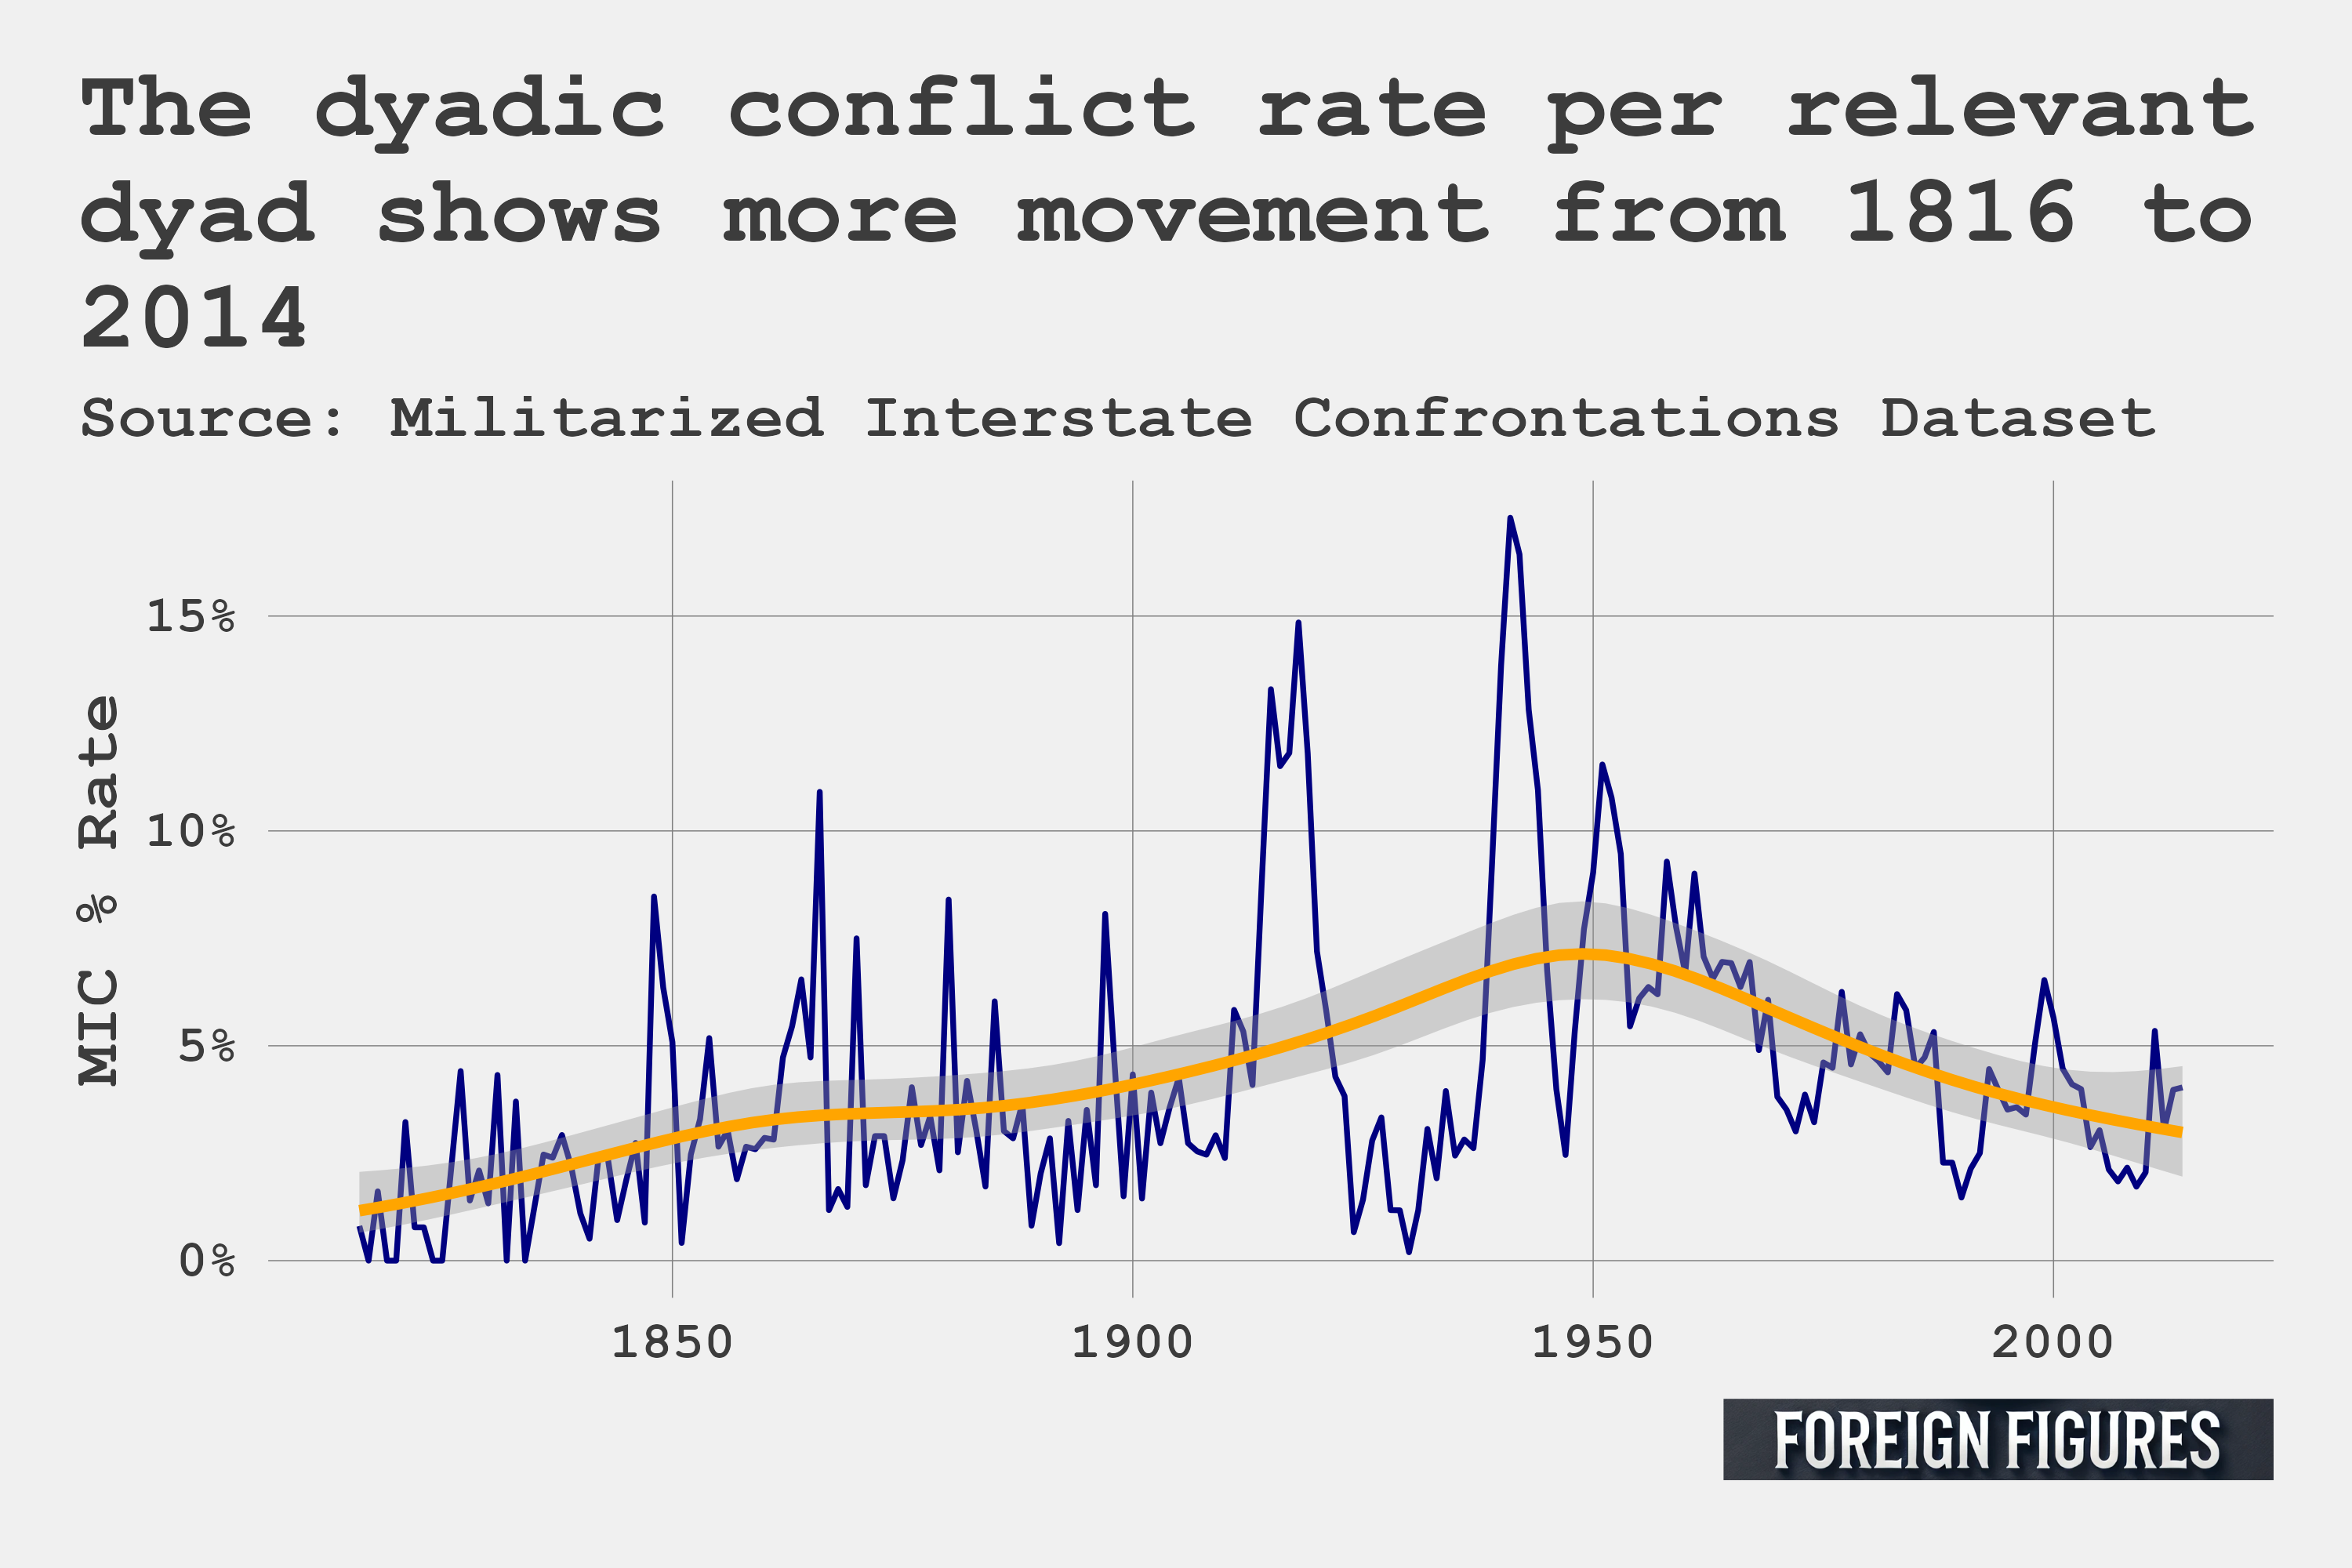 The dyadic conflict rate per relevant
dyad shows more movement from 1816 to
2014
Source: Militarized Interstate Confrontations Dataset
MIC % Rate
15%
10%
5%
0%
1850 1900 1950 2000
FOREIGN FIGURES